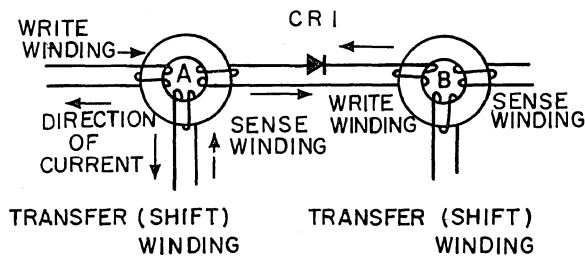 CR1
WRITE
WINDING
A
B
DIRECTION
OF
CURRENT
SENSE
WINDING
WRITE
WINDING
SENSE
WINDING
TRANSFER (SHIFT)
WINDING
TRANSFER (SHIFT)
WINDING